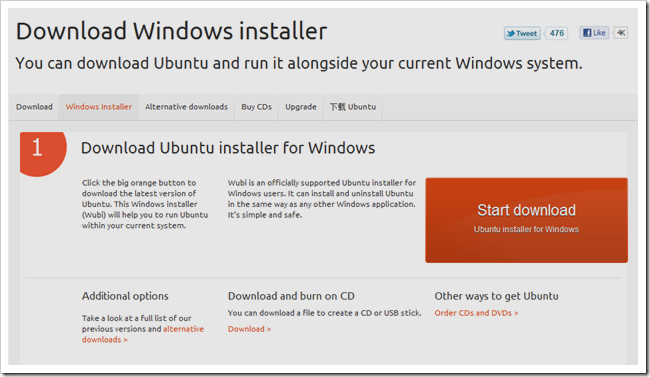 Download Windows installer
Tweet 476 Like 4K
You can download Ubuntu and run it alongside your current Windows system.
Download Windows Installer Alternative downloads Buy CDs Upgrade 下载 Ubuntu
1 Download Ubuntu installer for Windows
Click the big orange button to
download the latest version of
Ubuntu. This Windows installer
(Wubi) will help you to run Ubuntu
within your current system.
Wubi is an officially supported Ubuntu installer for
Windows users. It can install and uninstall Ubuntu
in the same way as any other Windows application.
It's simple and safe.
Start download
Ubuntu installer for Windows
Additional options
Take a look at a full list of our
previous versions and alternative
downloads >
Download and burn on CD
You can download a file to create a CD or USB stick.
Download >
Other ways to get Ubuntu
Order CDs and DVDs >